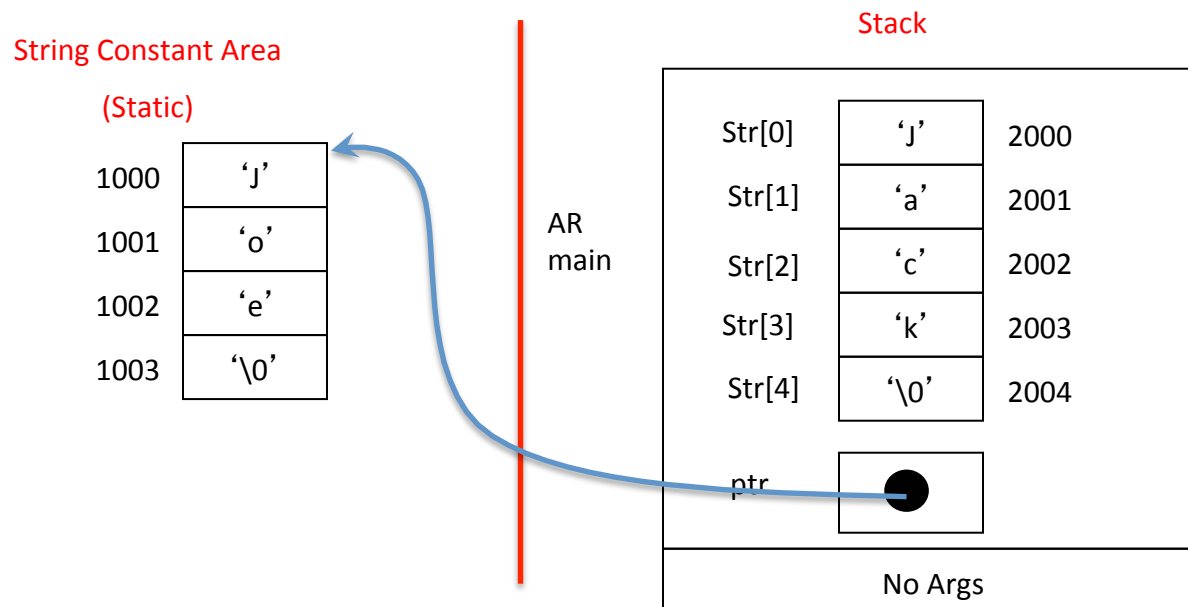 String Constant Area
(Static)
1000 ‘J’
1001 ‘o’
1002 ‘e’
1003 ‘\0’
AR
main
Stack
Str[0] ‘J’ 2000
Str[1] ‘a’ 2001
Str[2] ‘c’ 2002
Str[3] ‘k’ 2003
Str[4] ‘\0’ 2004
ptr
No Args